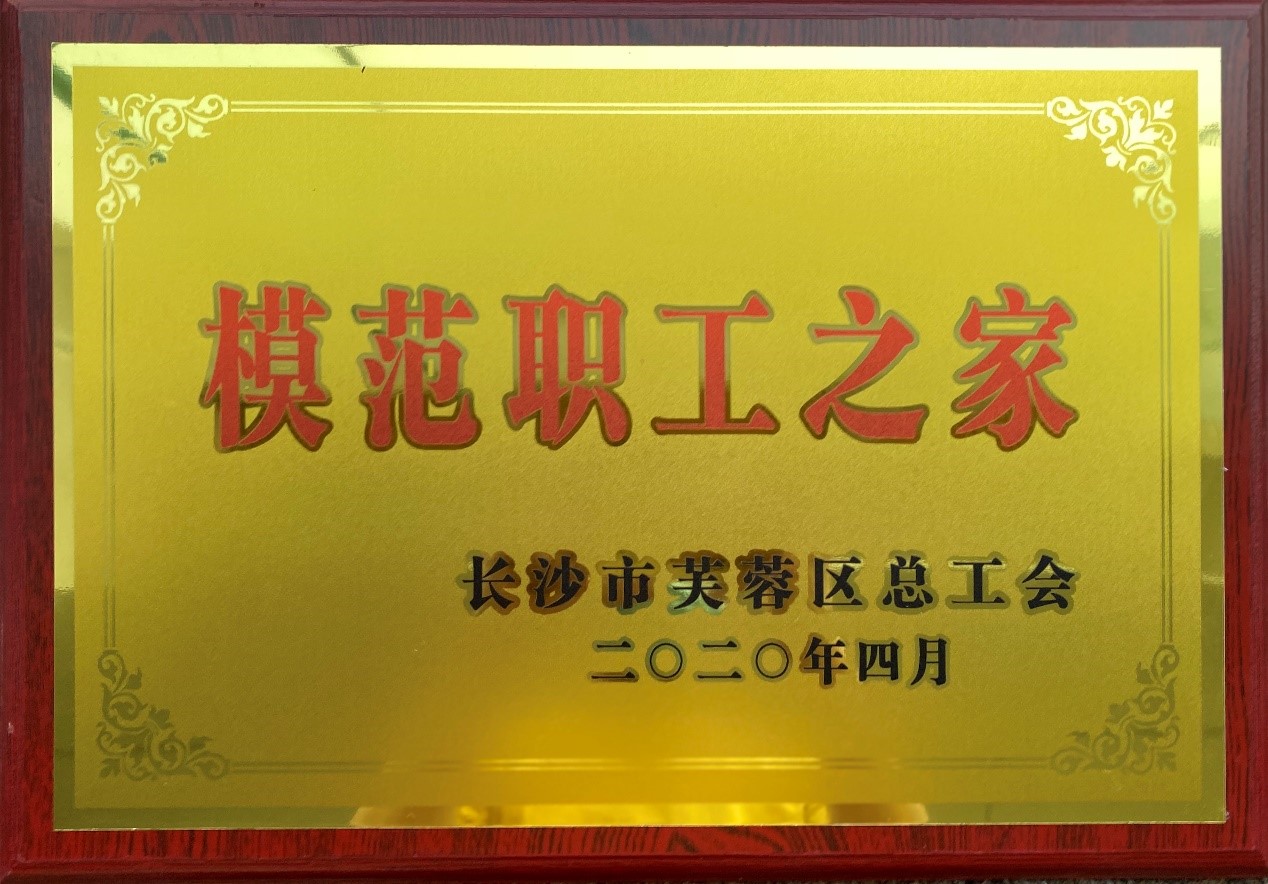 模范职工之家
长沙市芙蓉区总工会
二〇二〇年四月